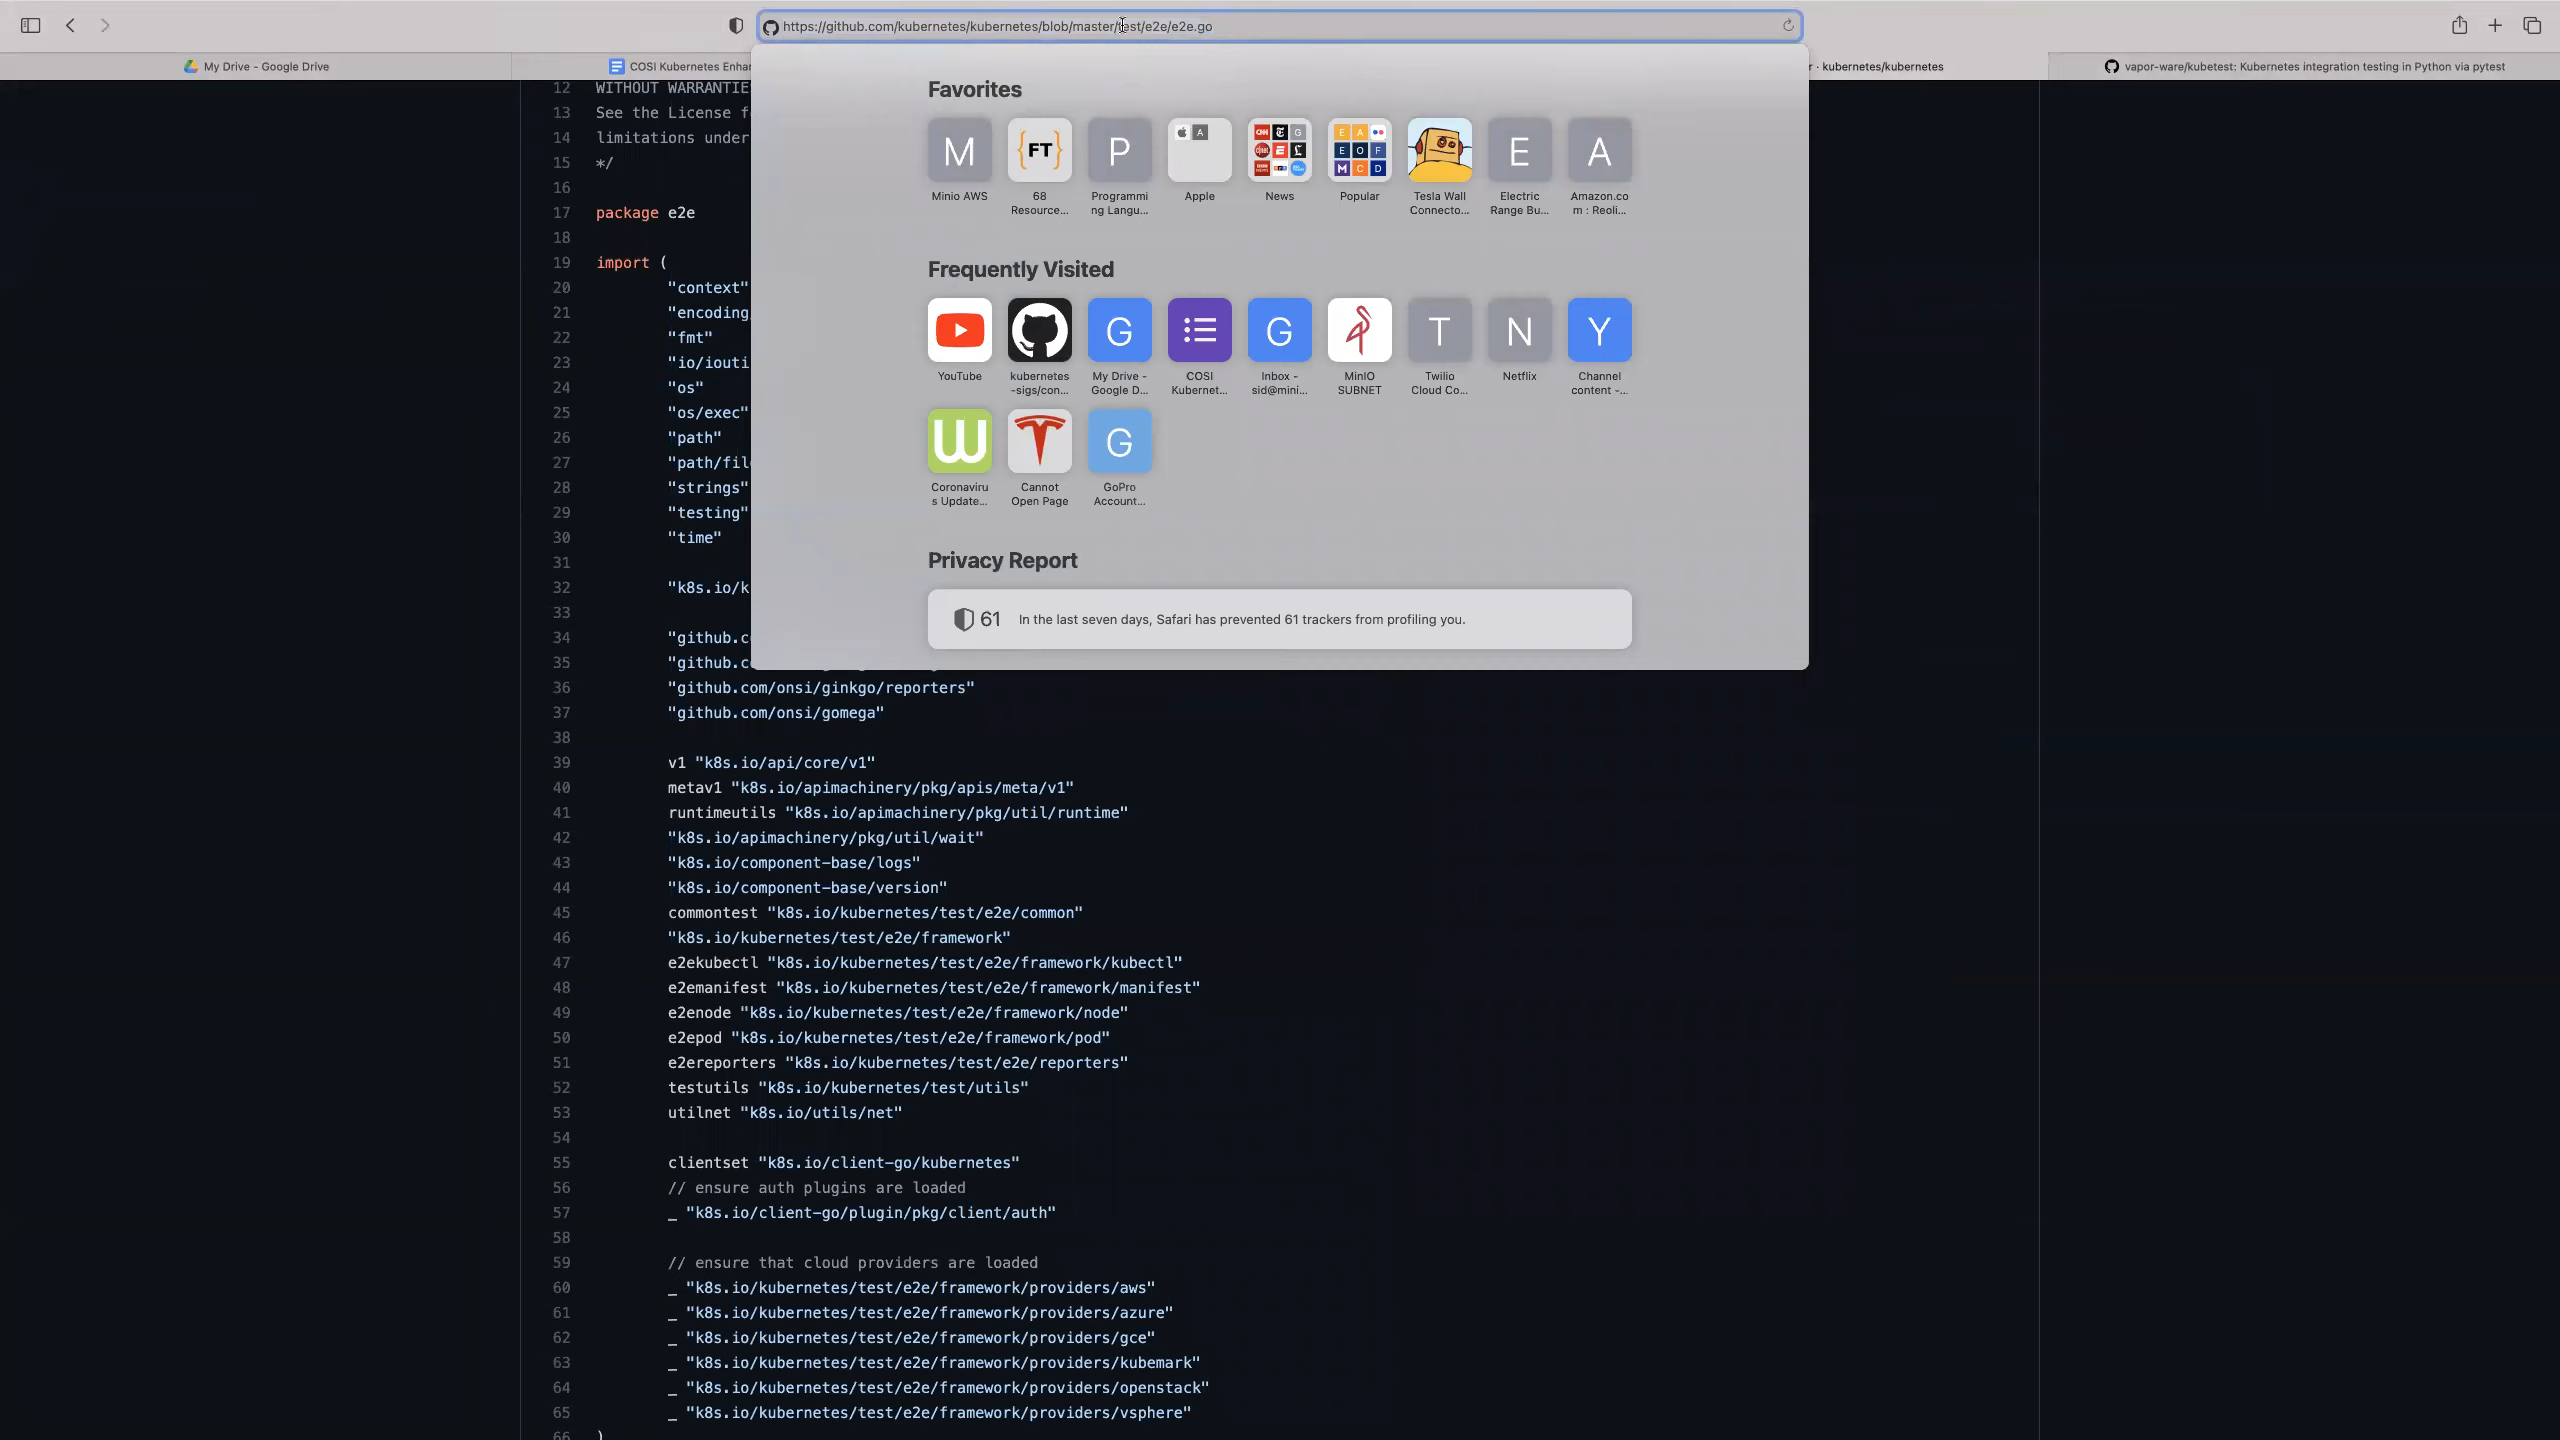 https://github.com/kubernetes/kubernetes/blob/master/test/e2e/e2e.go
My Drive - Google Drive
COSI Kubernetes Enhan
r · kubernetes/kubernetes
vapor-ware/kubetest: Kubernetes integration testing in Python via pytest
Favorites
M
FT
P
A
E
A
Minio AWS
68
Resource...
Programmi
ng Langu...
Apple
News
Popular
Tesla Wall
Connecto...
Electric
Range Bu...
Amazon.co
m : Reoli...
Frequently Visited
G
G
T
N
Y
YouTube
kubernetes
-sigs/con...
My Drive -
Google D...
COSI
Kubernet...
Inbox -
sid@mini...
MinIO
SUBNET
Twilio
Cloud Co...
Netflix
Channel
content -...
W
G
Coronaviru
s Update...
Cannot
Open Page
GoPro
Account...
Privacy Report
61 In the last seven days, Safari has prevented 61 trackers from profiling you.
12 WITHOUT WARRANTIE
13 See the License f
14 limitations under
15 */
16
17 package e2e
18
19 import (
20 "context"
21 "encoding
22 "fmt"
23 "io/iouti
24 "os"
25 "os/exec"
26 "path"
27 "path/fil
28 "strings"
29 "testing"
30 "time"
31
32 "k8s.io/k
33
34 "github.c
35 "github.c
36 "github.com/onsi/ginkgo/reporters"
37 "github.com/onsi/gomega"
38
39 v1 "k8s.io/api/core/v1"
40 metav1 "k8s.io/apimachinery/pkg/apis/meta/v1"
41 runtimeutils "k8s.io/apimachinery/pkg/util/runtime"
42 "k8s.io/apimachinery/pkg/util/wait"
43 "k8s.io/component-base/logs"
44 "k8s.io/component-base/version"
45 commontest "k8s.io/kubernetes/test/e2e/common"
46 "k8s.io/kubernetes/test/e2e/framework"
47 e2ekubectl "k8s.io/kubernetes/test/e2e/framework/kubectl"
48 e2emanifest "k8s.io/kubernetes/test/e2e/framework/manifest"
49 e2enode "k8s.io/kubernetes/test/e2e/framework/node"
50 e2epod "k8s.io/kubernetes/test/e2e/framework/pod"
51 e2ereporters "k8s.io/kubernetes/test/e2e/reporters"
52 testutils "k8s.io/kubernetes/test/utils"
53 utilnet "k8s.io/utils/net"
54
55 clientset "k8s.io/client-go/kubernetes"
56 // ensure auth plugins are loaded
57 _ "k8s.io/client-go/plugin/pkg/client/auth"
58
59 // ensure that cloud providers are loaded
60 _ "k8s.io/kubernetes/test/e2e/framework/providers/aws"
61 _ "k8s.io/kubernetes/test/e2e/framework/providers/azure"
62 _ "k8s.io/kubernetes/test/e2e/framework/providers/gce"
63 _ "k8s.io/kubernetes/test/e2e/framework/providers/kubemark"
64 _ "k8s.io/kubernetes/test/e2e/framework/providers/openstack"
65 _ "k8s.io/kubernetes/test/e2e/framework/providers/vsphere"
66 )